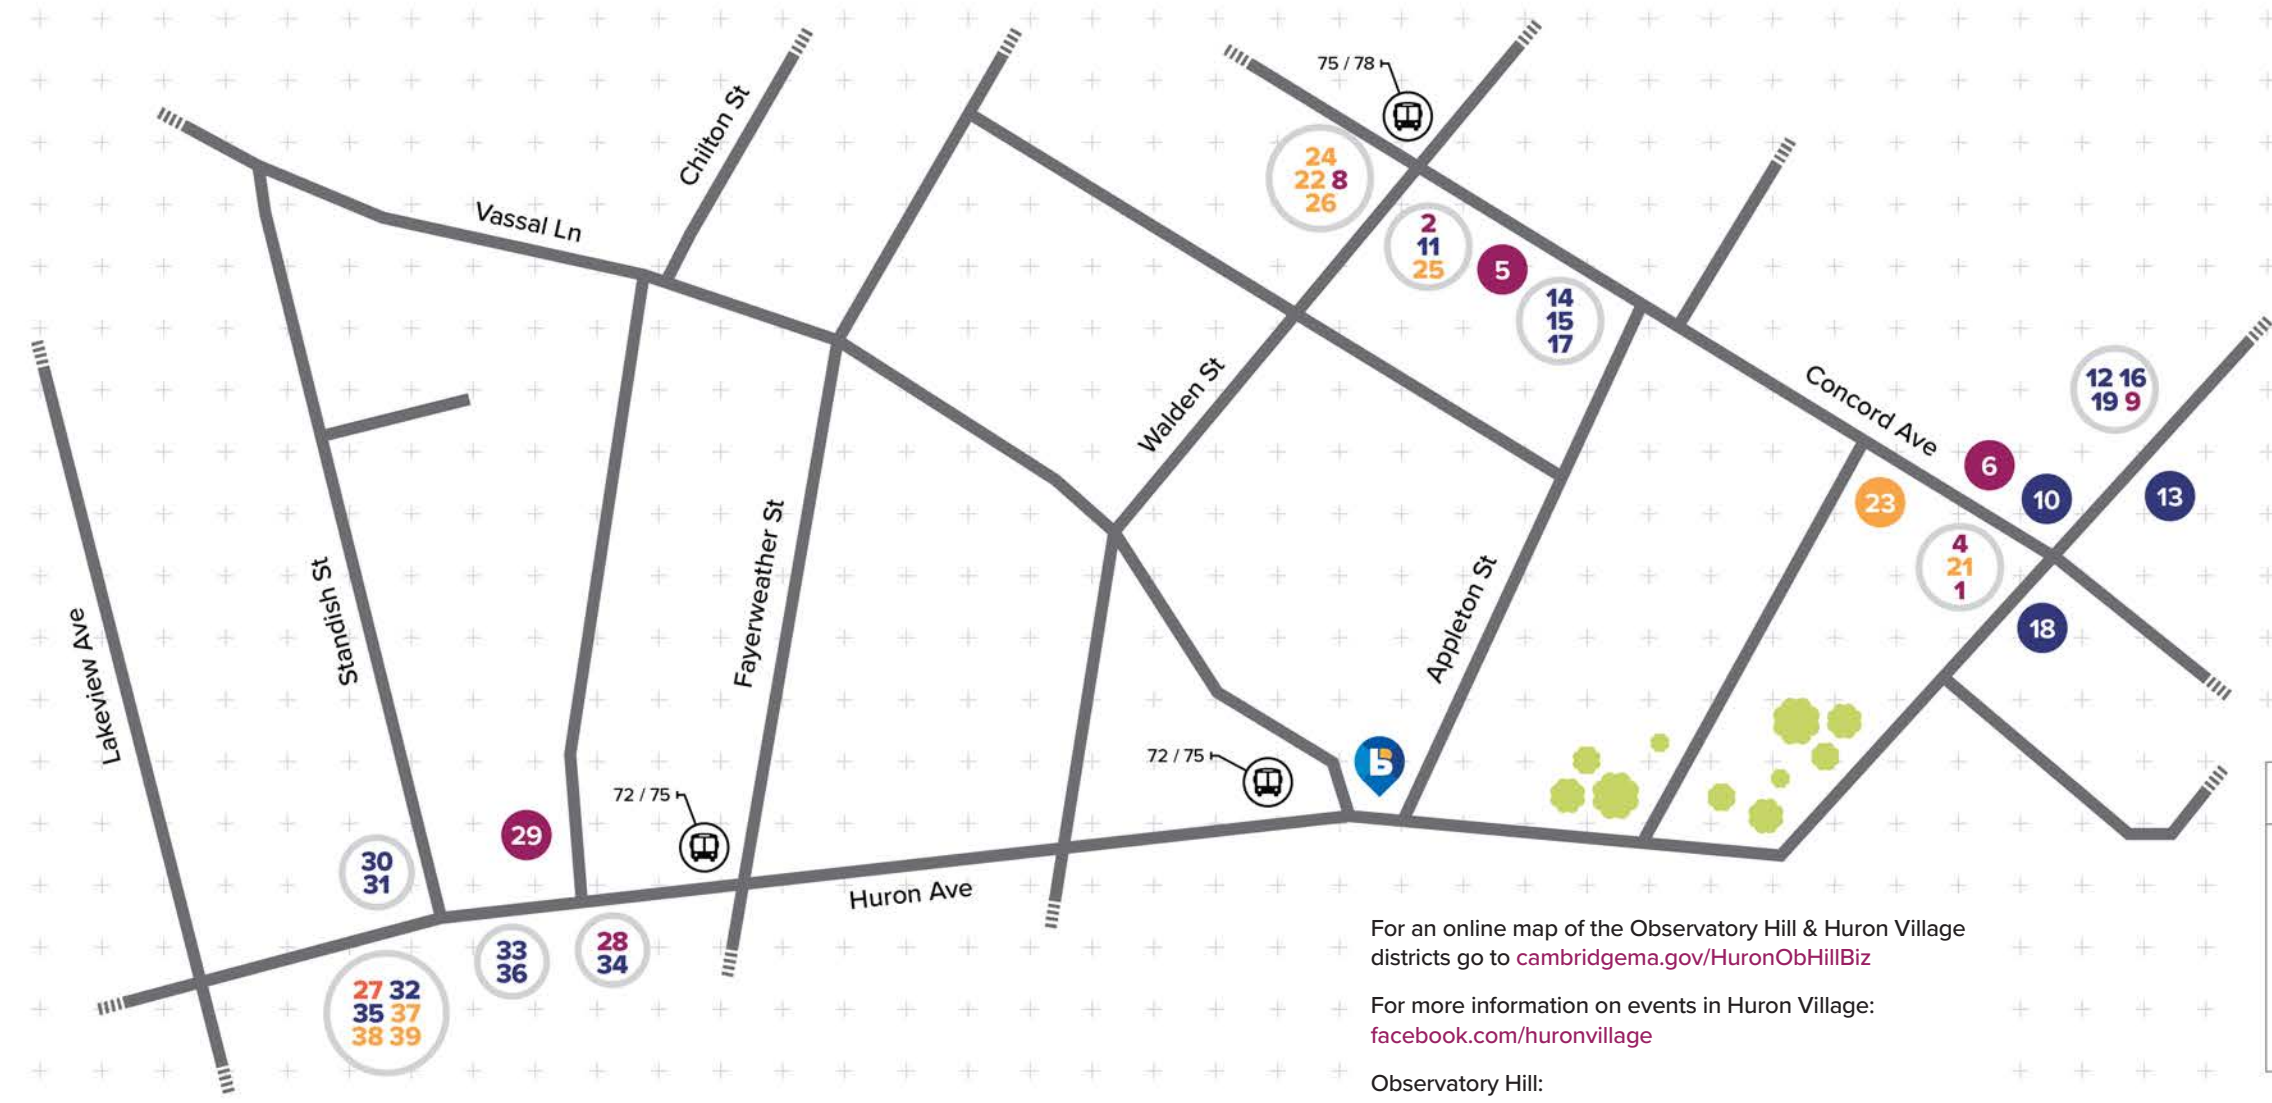 75 / 78
Chilton St
24
22 8
26
Vassal Ln
2
11
25
5
14
15
17
Walden St
Concord Ave
12 16
19 9
6
10
13
23
4
21
1
18
Fayerweather St
Standish St
Appleton St
Lakeview Ave
72 / 75
b
72 / 75
29
30
31
Huron Ave
33
36
28
34
27 32
35 37
38 39
For an online map of the Observatory Hill & Huron Village
districts go to cambridgema.gov/HuronObHillBiz
For more information on events in Huron Village:
facebook.com/huronvillage
Observatory Hill: